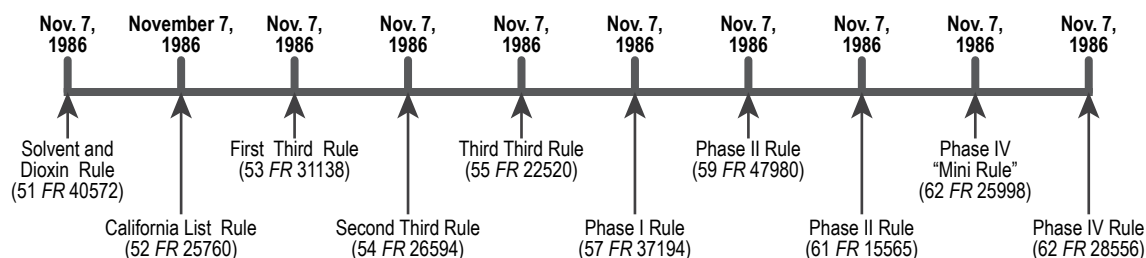 Nov. 7,
1986
November 7,
1986
Nov. 7,
1986
Nov. 7,
1986
Nov. 7,
1986
Nov. 7,
1986
Nov. 7,
1986
Nov. 7,
1986
Nov. 7,
1986
Nov. 7,
1986
Solvent and
Dioxin Rule
(51 FR 40572)
California List Rule
(52 FR 25760)
First Third Rule
(53 FR 31138)
Second Third Rule
(54 FR 26594)
Third Third Rule
(55 FR 22520)
Phase I Rule
(57 FR 37194)
Phase II Rule
(59 FR 47980)
Phase II Rule
(61 FR 15565)
Phase IV
“Mini Rule”
(62 FR 25998)
Phase IV Rule
(62 FR 28556)